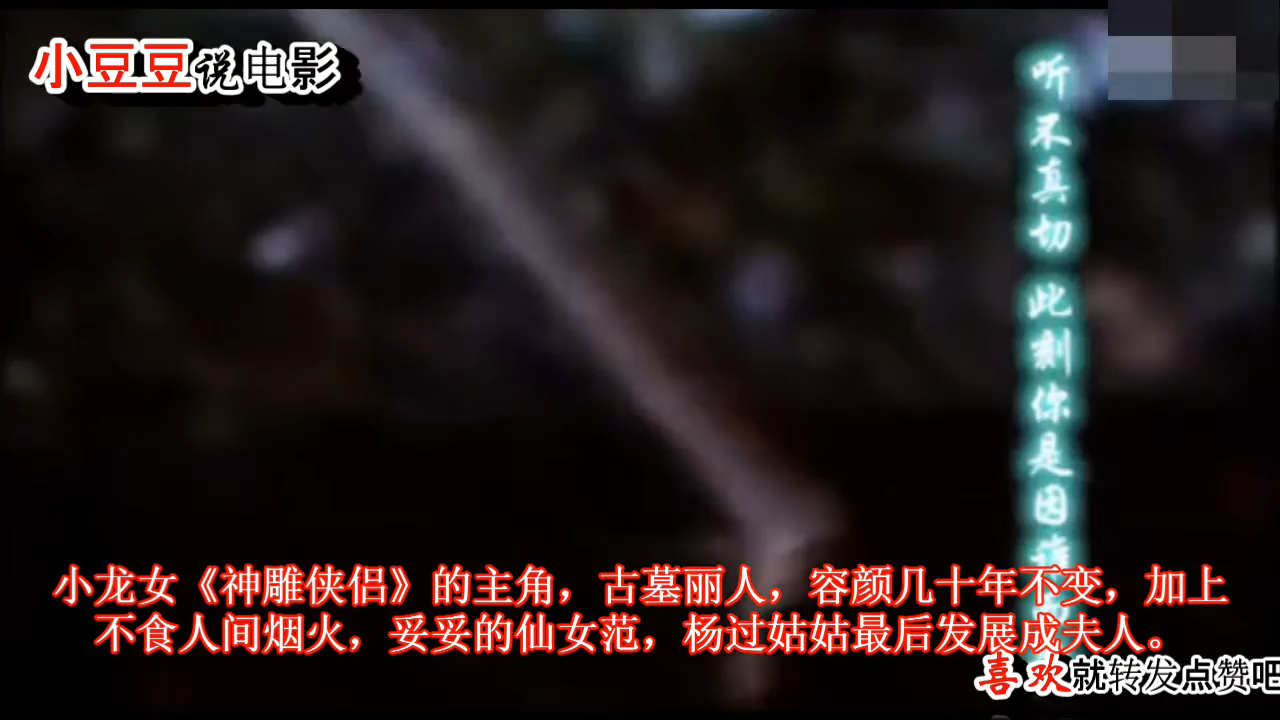 小豆豆说电影
听不真切 此刻你是因
小龙女《神雕侠侣》的主角，古墓丽人，容颜几十年不变，加上
不食人间烟火，妥妥的仙女范，杨过姑姑最后发展成夫人。
喜欢就转发点赞吧